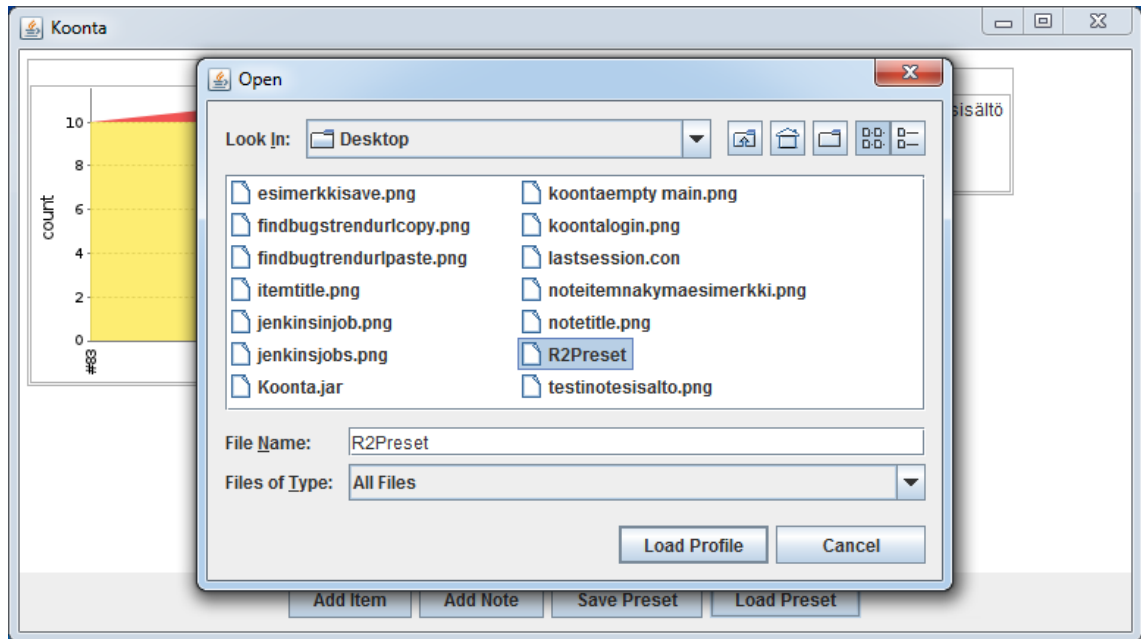 Koonta
Open
sisältö
Look In: Desktop
10
8
6
4
2
0
count
#83
esimerkkisave.png
findbugstrendurlcopy.png
findbugtrendurlpaste.png
itemtitle.png
jenkinsinjob.png
jenkinsjobs.png
Koonta.jar
koontaempty main.png
koontalogin.png
lastsession.con
noteitemnakymaesimerkki.png
notetitle.png
R2Preset
testinotesisalto.png
File Name: R2Preset
Files of Type: All Files
Load Profile Cancel
Add Item Add Note Save Preset Load Preset